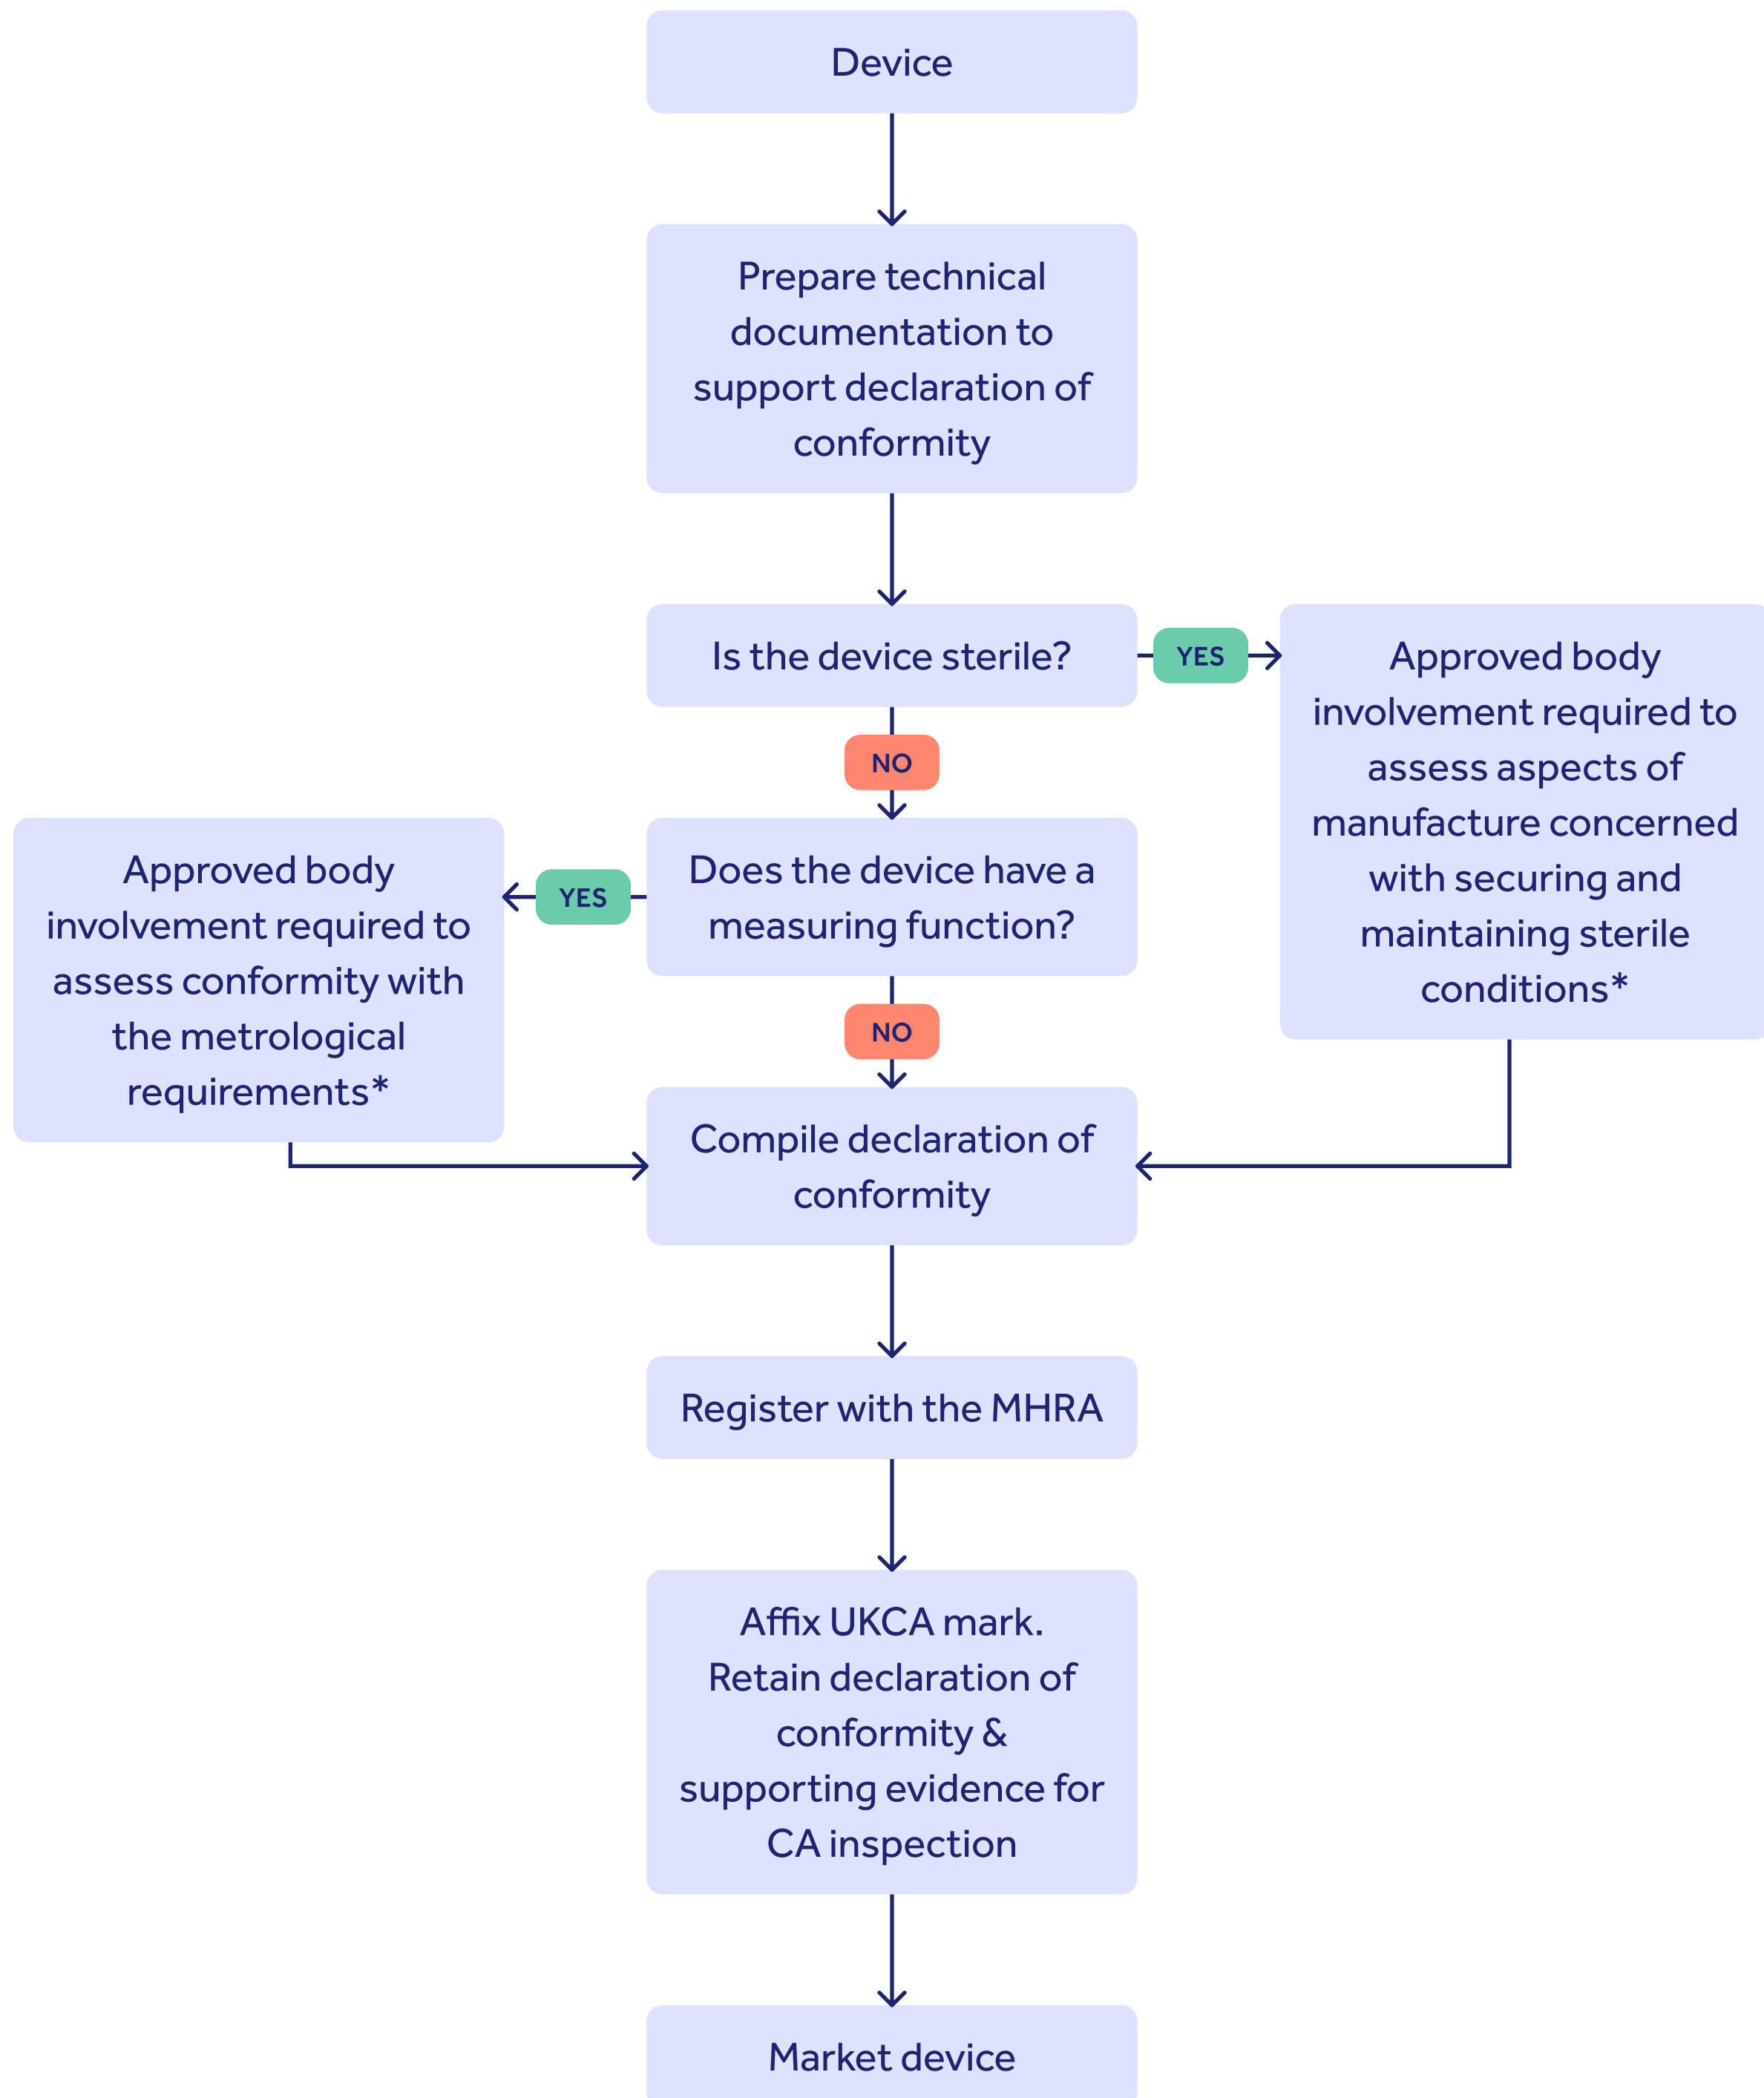 Device
Prepare technical
documentation to
support declaration of
conformity
Is the device sterile?
YES
Approved body
involvement required to
assess aspects of
manufacture concerned
with securing and
maintaining sterile
conditions*
NO
Does the device have a
measuring function?
YES
Approved body
involvement required to
assess conformity with
the metrological
requirements*
NO
Compile declaration of
conformity
Register with the MHRA
Affix UKCA mark.
Retain declaration of
conformity &
supporting evidence for
CA inspection
Market device